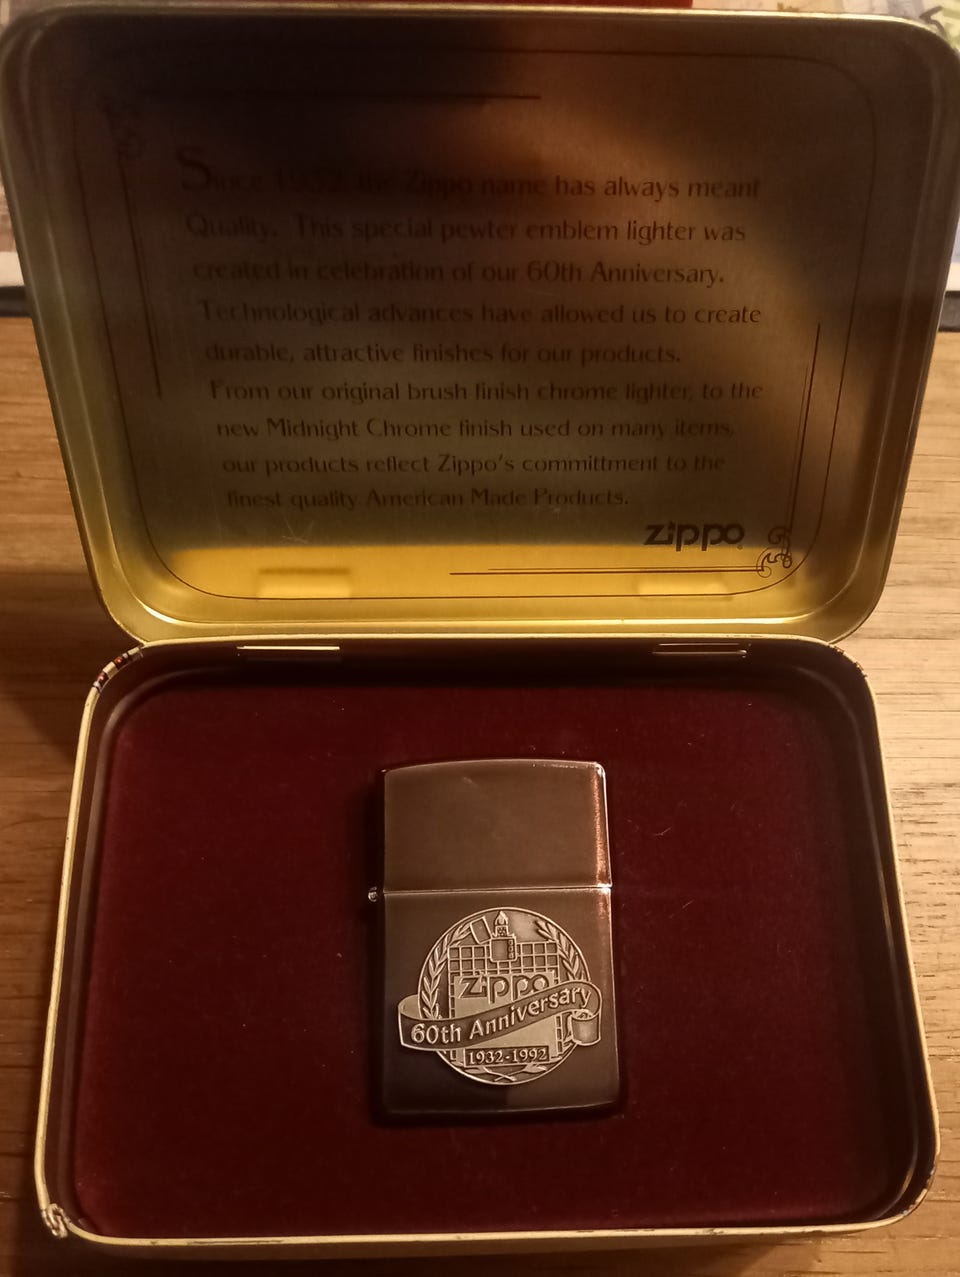 Since 1932, the Zippo name has always meant
Quality. This special pewter emblem lighter was
created in celebration of our 60th Anniversary.
Technological advances have allowed us to create
durable, attractive finishes for our products.
From our original brush finish chrome lighter, to the
new Midnight Chrome finish used on many items,
our products reflect Zippo's committment to the
finest quality American Made Products.
zippo
zippo
60th Anniversary
1932-1992